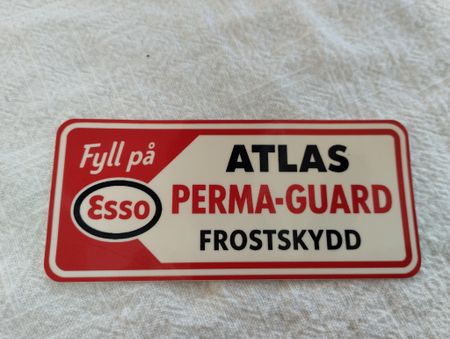 Fyll på
Esso
ATLAS
PERMA-GUARD
FROSTSKYDD